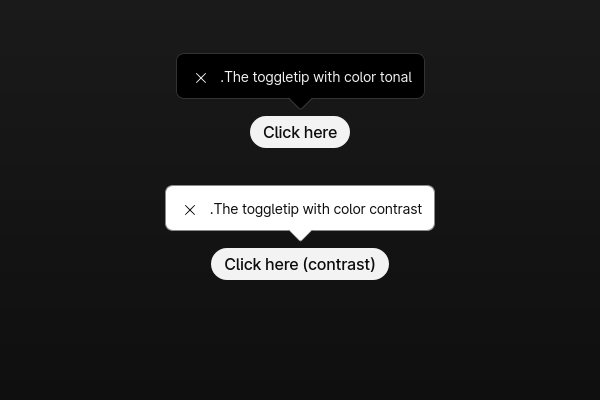 .The toggletip with color tonal
Click here
.The toggletip with color contrast
Click here (contrast)